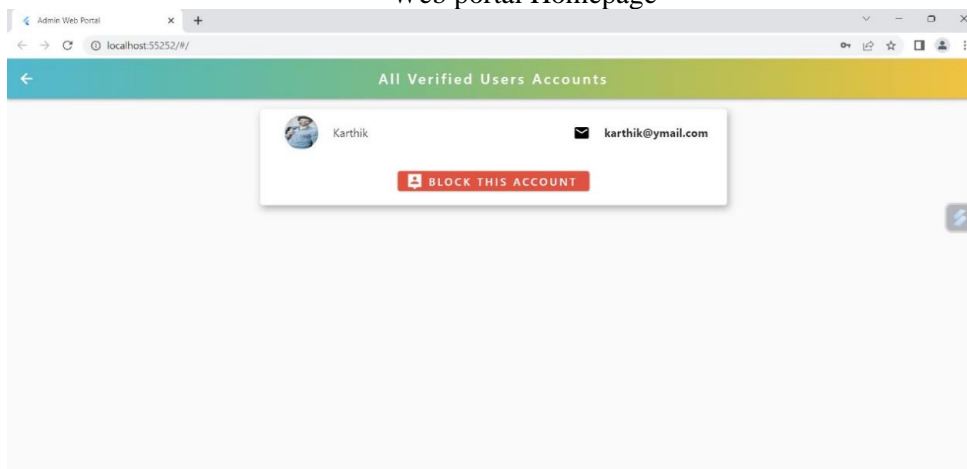 Web portal Homepage
Admin Web Portal
localhost:55252/#/
All Verified Users Accounts
Karthik
karthik@ymail.com
BLOCK THIS ACCOUNT